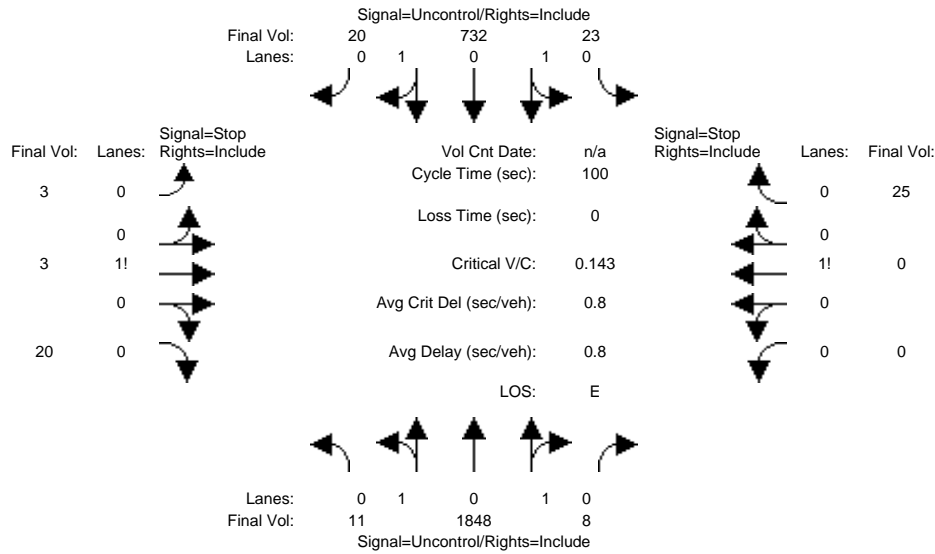 Signal=Uncontrol/Rights=Include
Final Vol: 20 732 23
Lanes: 0 1 0 1 0
Signal=Stop
Final Vol: Lanes: Rights=Include
Vol Cnt Date: n/a
Signal=Stop
Rights=Include Lanes: Final Vol:
Cycle Time (sec): 100
3 0
0 25
Loss Time (sec): 0
0
0
3 1!
Critical V/C: 0.143
1! 0
0
Avg Crit Del (sec/veh): 0.8
0
20 0
Avg Delay (sec/veh): 0.8
0 0
LOS: E
Lanes: 0 1 0 1 0
Final Vol: 11 1848 8
Signal=Uncontrol/Rights=Include